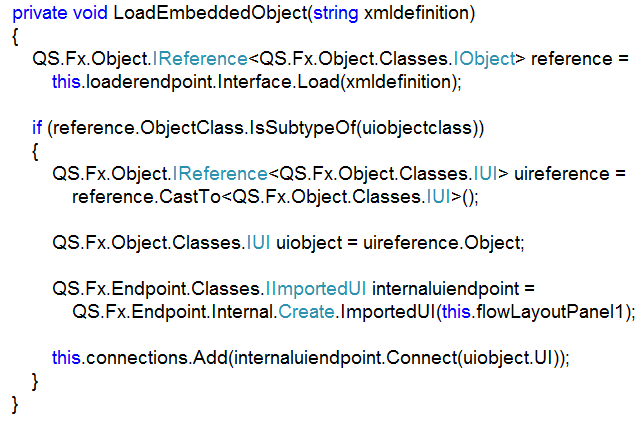 private void LoadEmbeddedObject(string xmldefinition)
{
QS.Fx.Object.IReference<QS.Fx.Object.Classes.IObject> reference =
this.loaderendpoint.Interface.Load(xmldefinition);
if (reference.ObjectClass.IsSubtypeOf(uiobjectclass))
{
QS.Fx.Object.IReference<QS.Fx.Object.Classes.IUI> uireference =
reference.CastTo<QS.Fx.Object.Classes.IUI>();
QS.Fx.Object.Classes.IUI uiobject = uireference.Object;
QS.Fx.Endpoint.Classes.IImportedUI internaluiendpoint =
QS.Fx.Endpoint.Internal.Create.ImportedUI(this.flowLayoutPanel1);
this.connections.Add(internaluiendpoint.Connect(uiobject.UI));
}
}